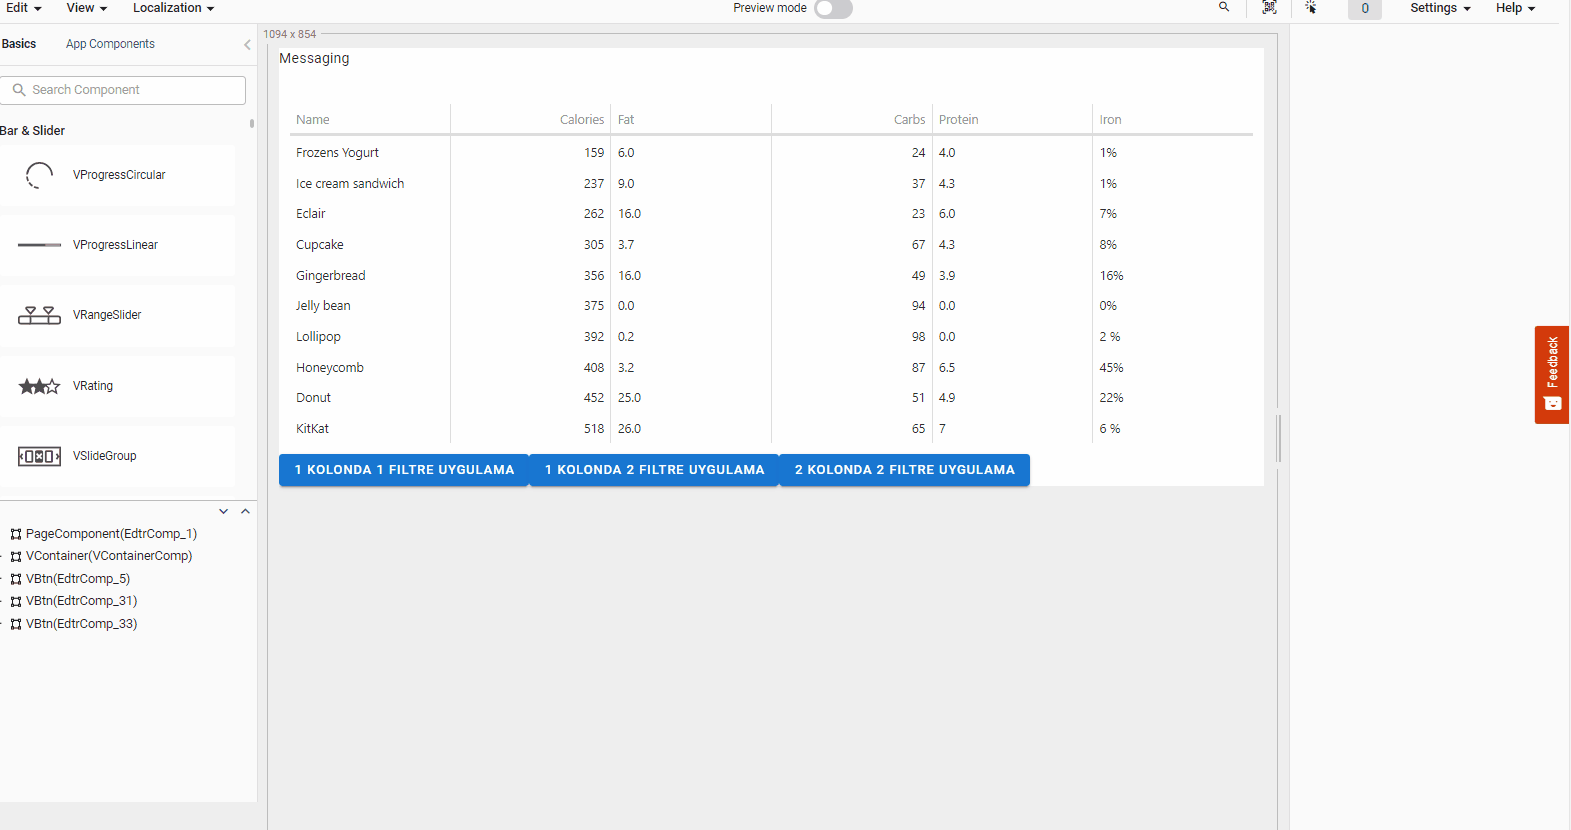 Edit View Localization Preview mode 0 Settings Help
Basics App Components
1094 x 854
Search Component
Bar & Slider
VProgressCircular
VProgressLinear
VRangeSlider
VRating
VSlideGroup
PageComponent(EdtrComp_1)
VContainer(VContainerComp)
VBtn(EdtrComp_5)
VBtn(EdtrComp_31)
VBtn(EdtrComp_33)
Messaging
Name Calories Fat Carbs Protein Iron
Frozens Yogurt 159 6.0 24 4.0 1%
Ice cream sandwich 237 9.0 37 4.3 1%
Eclair 262 16.0 23 6.0 7%
Cupcake 305 3.7 67 4.3 8%
Gingerbread 356 16.0 49 3.9 16%
Jelly bean 375 0.0 94 0.0 0%
Lollipop 392 0.2 98 0.0 2 %
Honeycomb 408 3.2 87 6.5 45%
Donut 452 25.0 51 4.9 22%
KitKat 518 26.0 65 7 6 %
1 KOLONDA 1 FILTRE UYGULAMA 1 KOLONDA 2 FILTRE UYGULAMA 2 KOLONDA 2 FILTRE UYGULAMA
Feedback